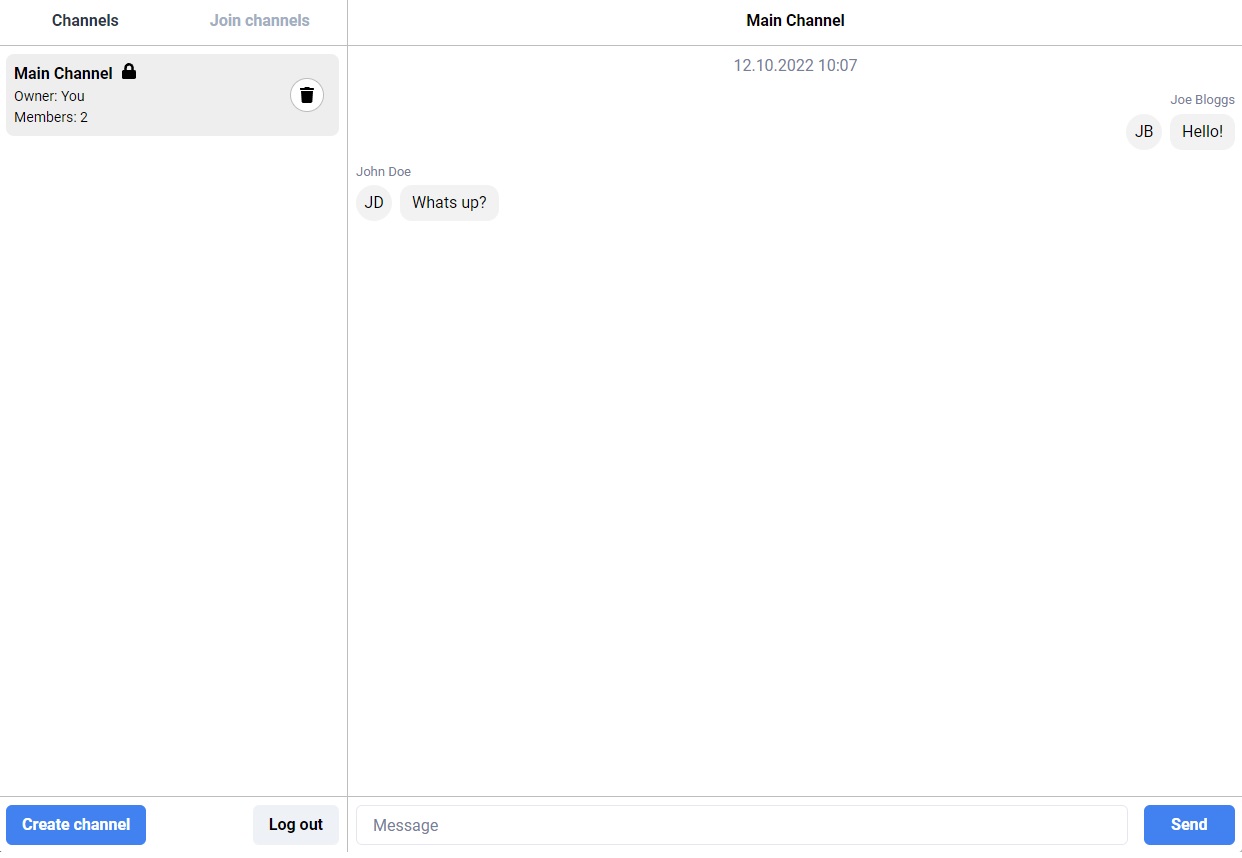 Channels
Join channels
Main Channel
Owner: You
Members: 2
Create channel
Log out
Main Channel
12.10.2022 10:07
Joe Bloggs
JB
Hello!
John Doe
JD
Whats up?
Message
Send